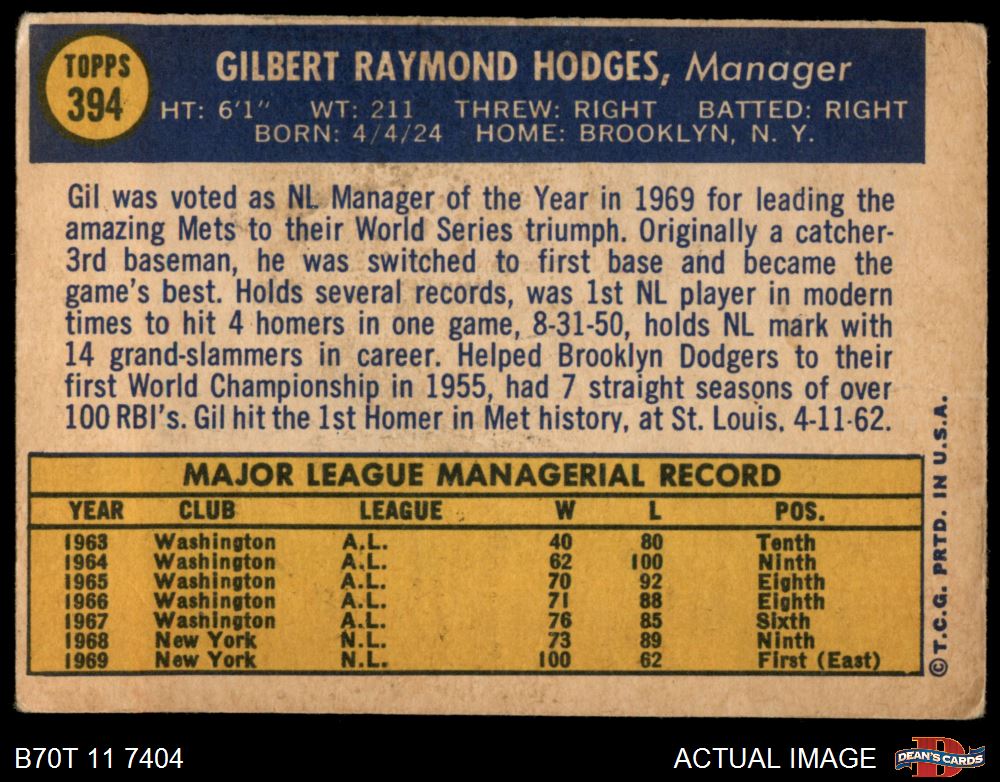 TOPPS
394
GILBERT RAYMOND HODGES, Manager
HT: 6'1" WT: 211 THREW: RIGHT BATTED: RIGHT
BORN: 4/4/24 HOME: BROOKLYN, N. Y.
Gil was voted as NL Manager of the Year in 1969 for leading the
amazing Mets to their World Series triumph. Originally a catcher-
3rd baseman, he was switched to first base and became the
game's best. Holds several records, was 1st NL player in modern
times to hit 4 homers in one game, 8-31-50, holds NL mark with
14 grand-slammers in career. Helped Brooklyn Dodgers to their
first World Championship in 1955, had 7 straight seasons of over
100 RBI's. Gil hit the 1st Homer in Met history, at St. Louis, 4-11-62.
MAJOR LEAGUE MANAGERIAL RECORD
YEAR CLUB LEAGUE W L POS.
1963 Washington A.L. 40 80 Tenth
1964 Washington A.L. 62 100 Ninth
1965 Washington A.L. 70 92 Eighth
1966 Washington A.L. 71 88 Eighth
1967 Washington A.L. 76 85 Sixth
1968 New York N.L. 73 89 Ninth
1969 New York N.L. 100 62 First (East)
©T.C.G. PRTD. IN U.S.A.
B70T 11 7404
ACTUAL IMAGE
D
DEAN'S CARDS